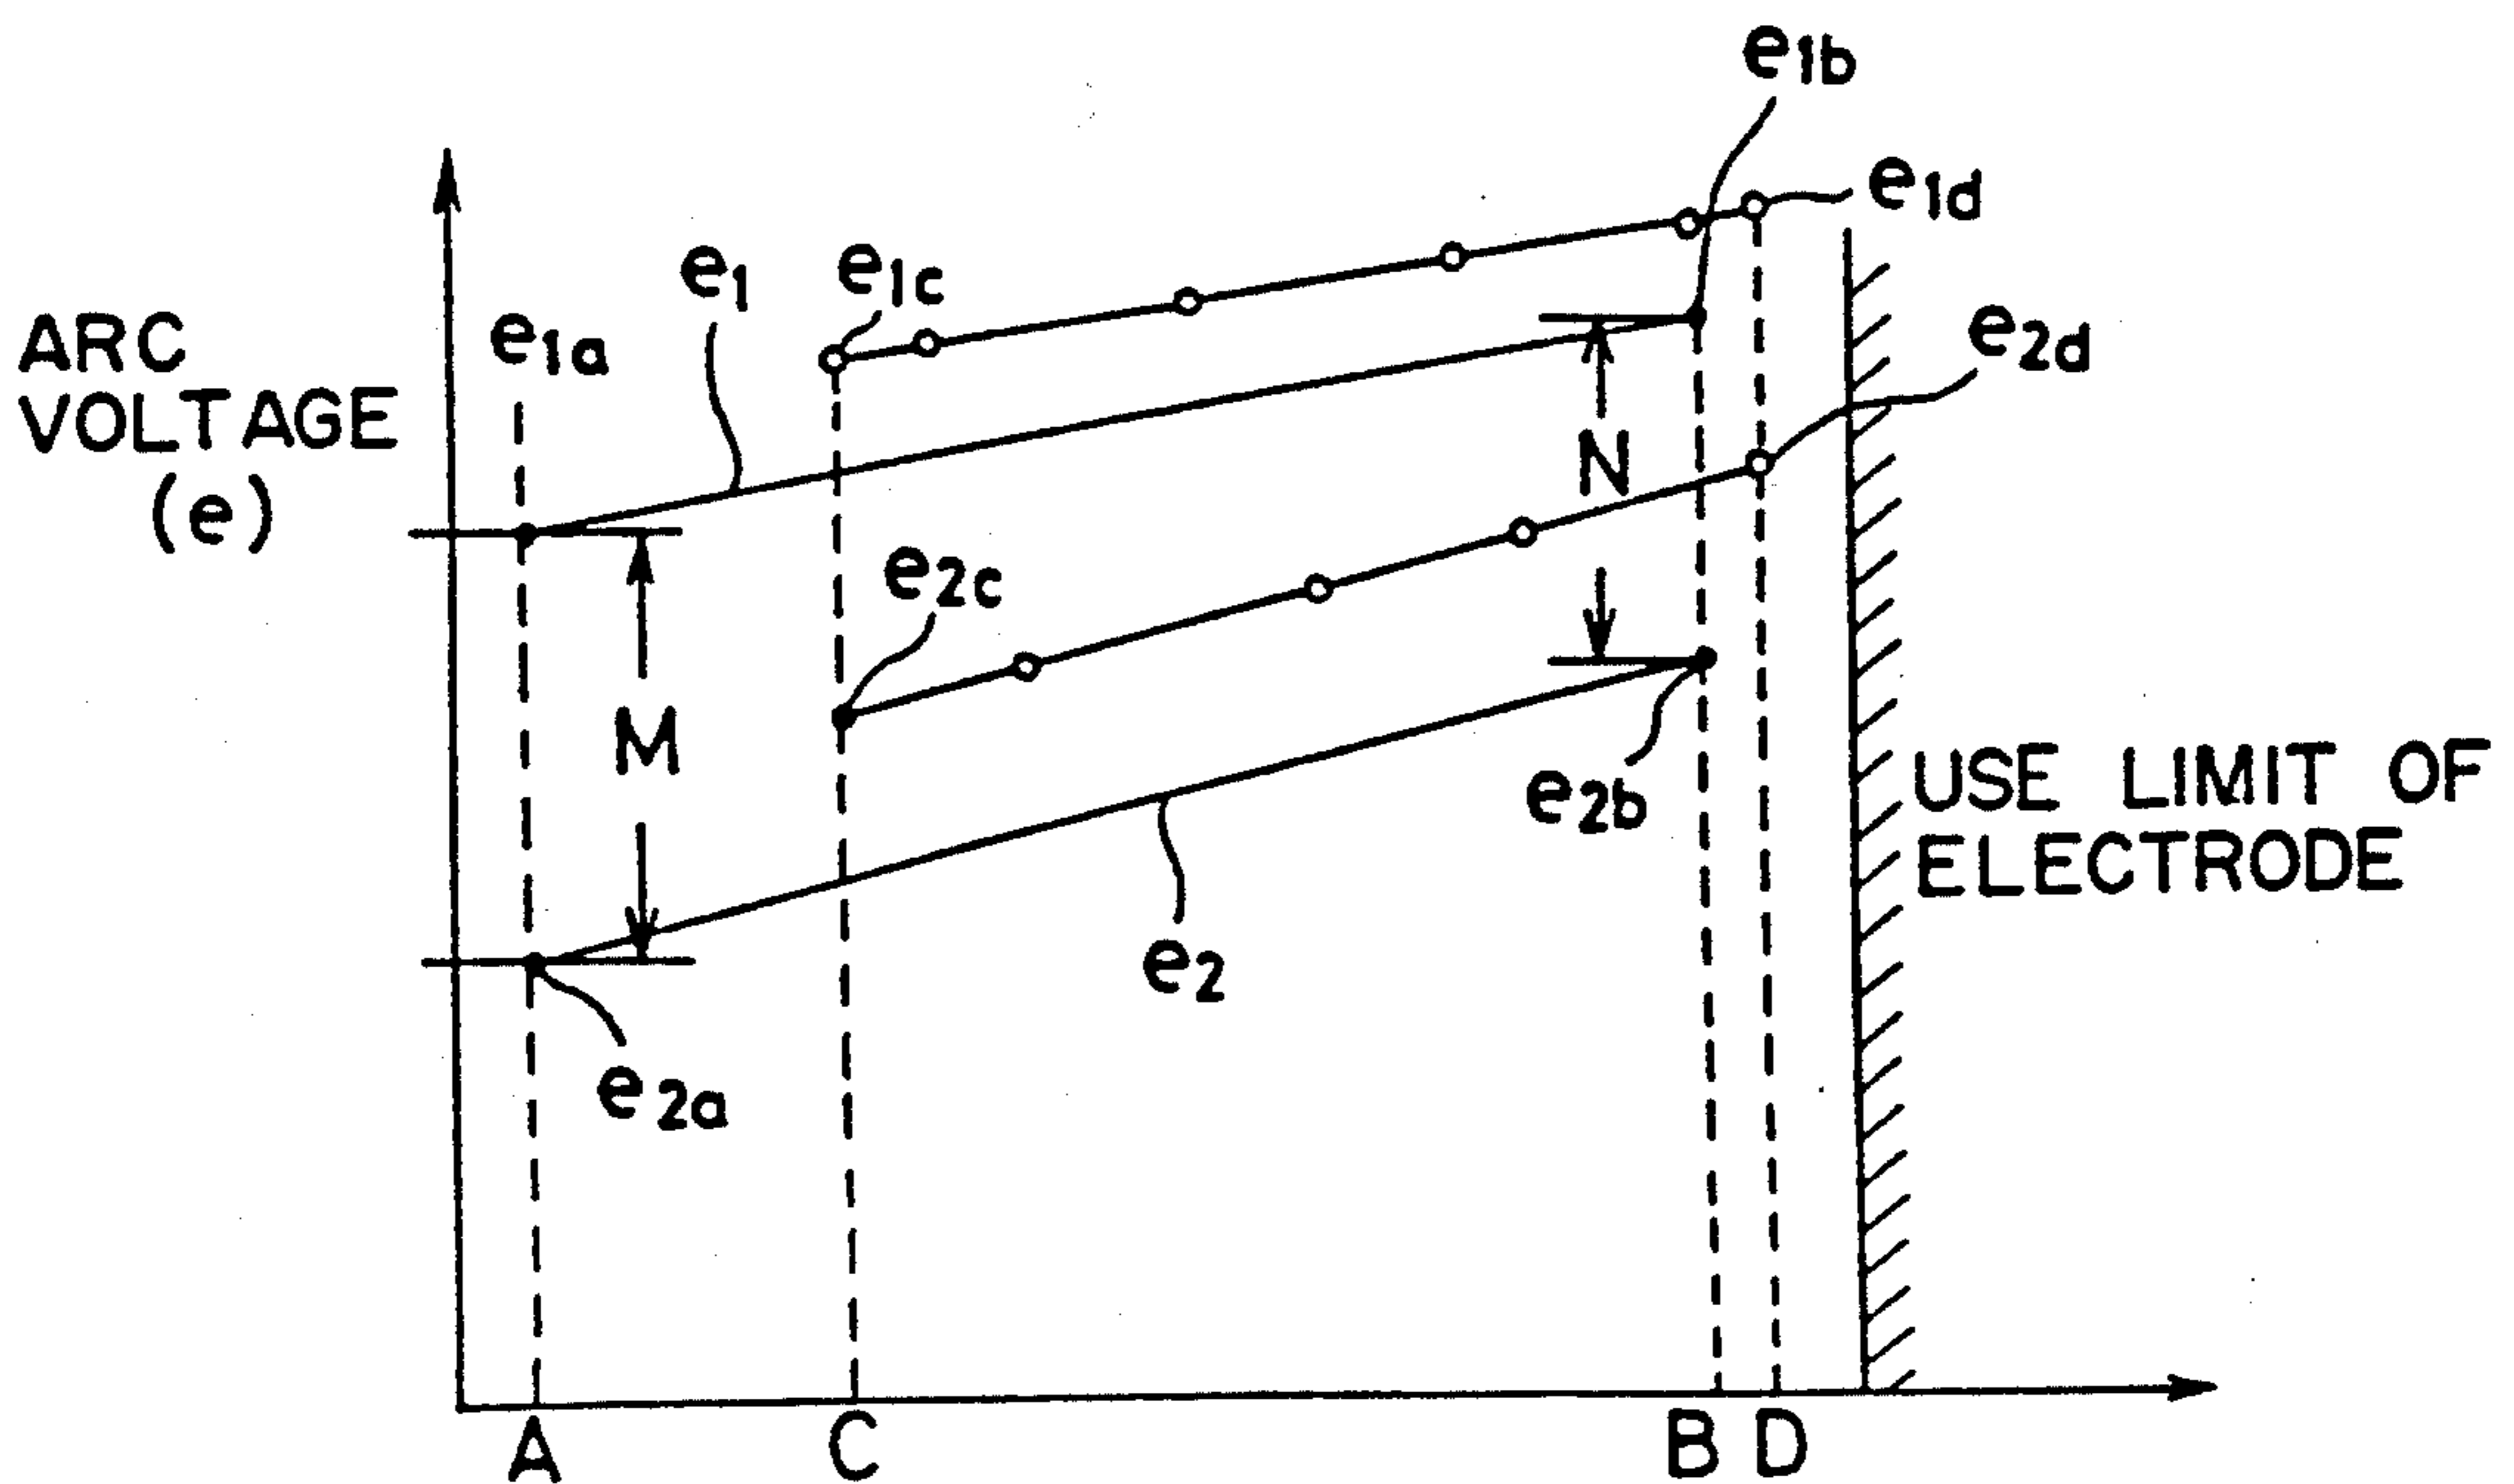 e1b
e1d
e1
e1c
e1a
ARC
VOLTAGE
(e)
e2d
N
e2c
M
e2b
USE LIMIT OF
ELECTRODE
e2
e2a
A C B D